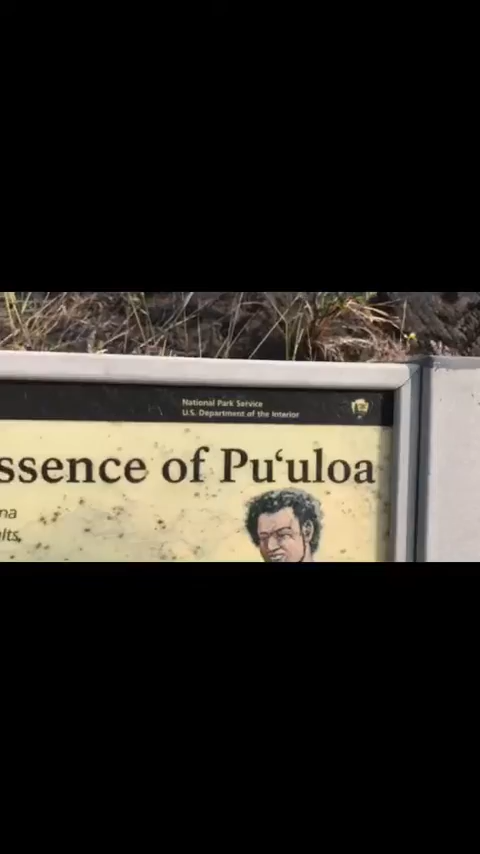 National Park Service
U.S. Department of the Interior
ssence of Pu‘uloa
na
lts,